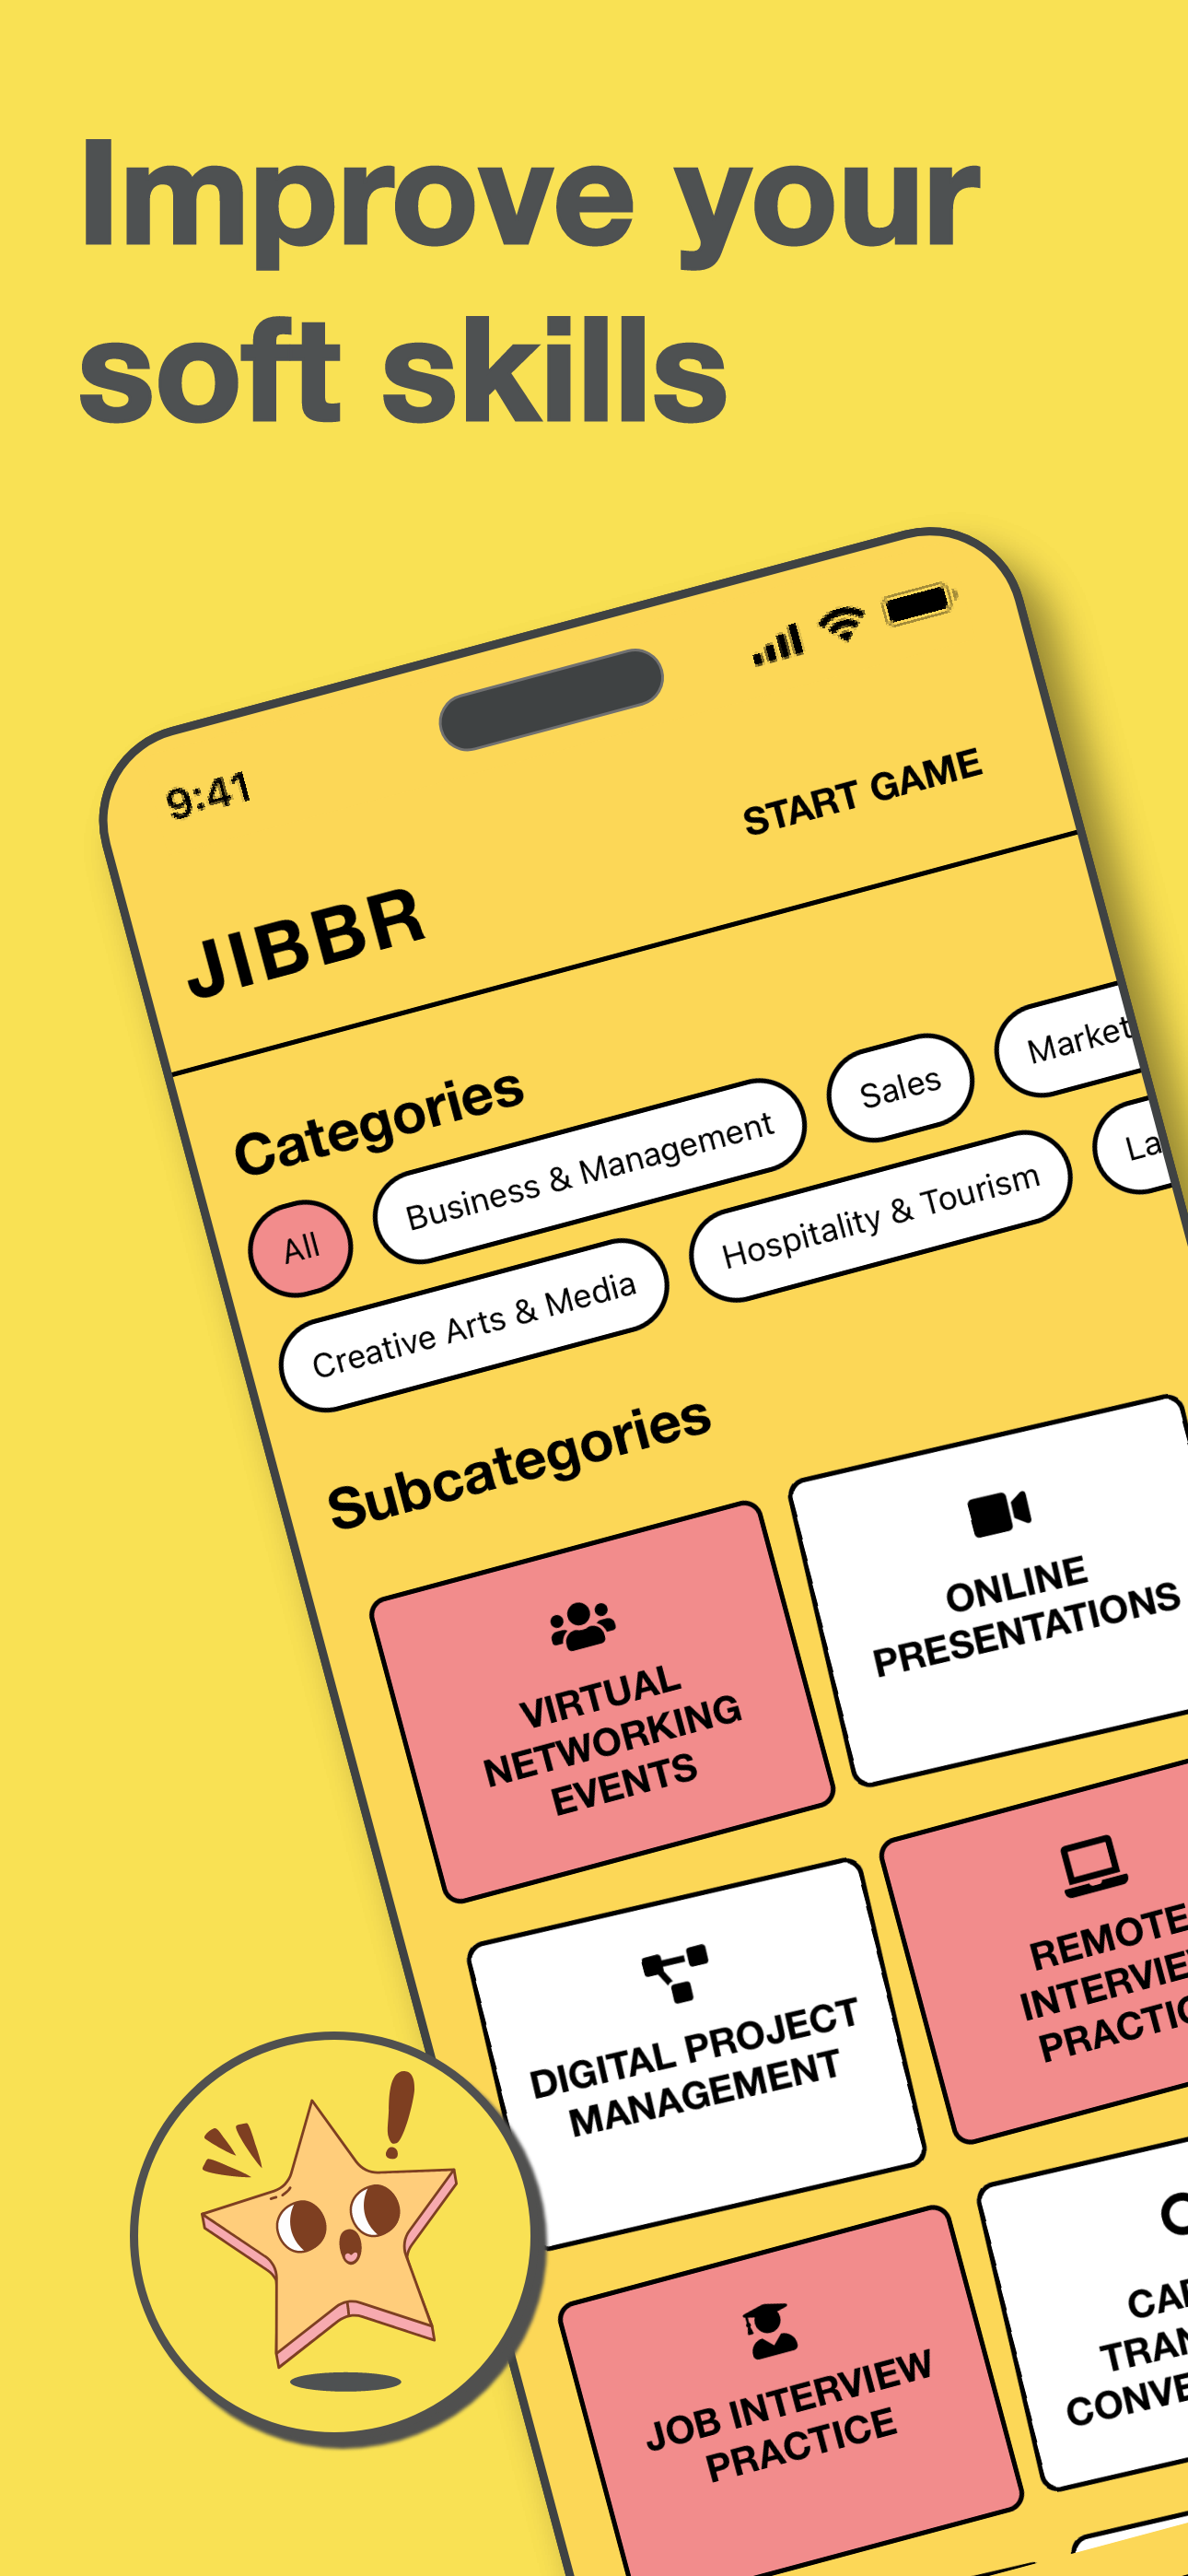 Improve your
soft skills
9:41
START GAME
JIBBR
Categories
All
Business & Management
Sales
Market
Creative Arts & Media
Hospitality & Tourism
La
Subcategories
VIRTUAL
NETWORKING
EVENTS
ONLINE
PRESENTATIONS
DIGITAL PROJECT
MANAGEMENT
REMOTE
INTERVIE
PRACTIC
JOB INTERVIEW
PRACTICE
TRAN
CONVE